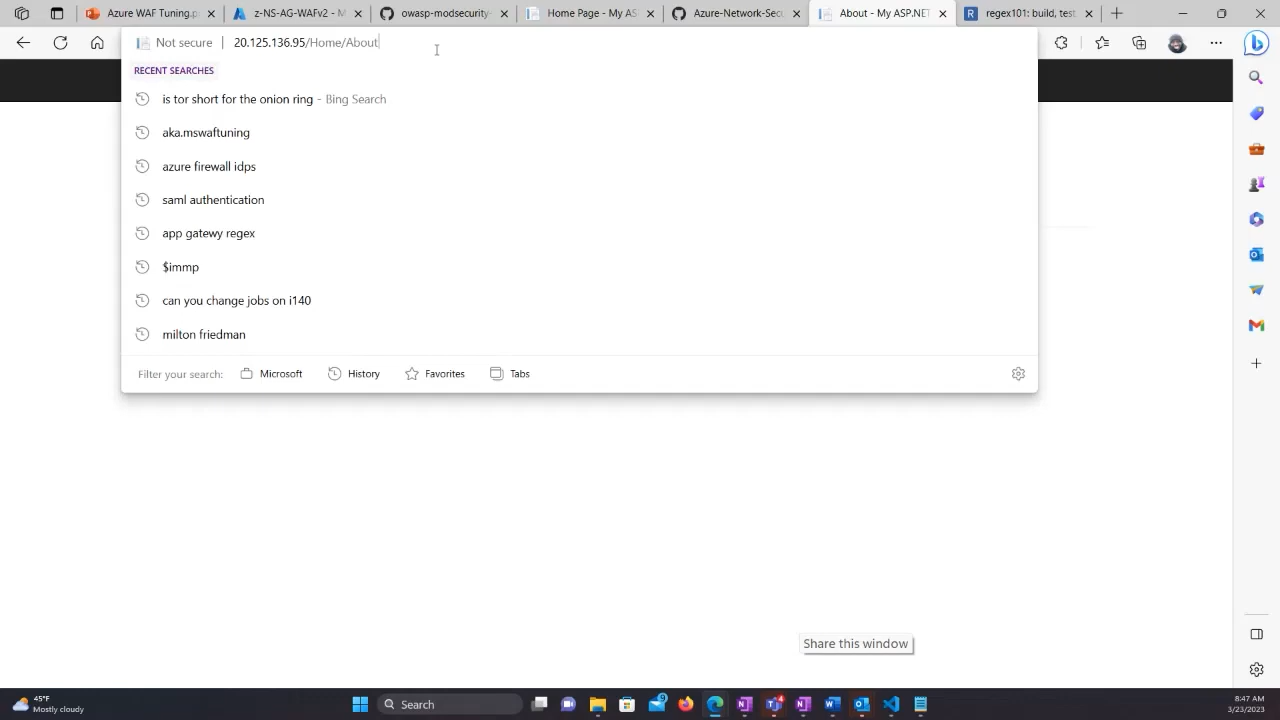 Azure WAF Tuning.p
z-NS-AG-WAFv2 - M
owasp-modsecurity-
Home Page - My AS
Azure-Network-Secu
About - My ASP.NET
regex101: build, test
Not secure | 20.125.136.95/Home/About
RECENT SEARCHES
is tor short for the onion ring - Bing Search
aka.mswaftuning
azure firewall idps
saml authentication
app gatewy regex
$immp
can you change jobs on i140
milton friedman
Filter your search: Microsoft History Favorites Tabs
Share this window
45°F
Mostly cloudy
Search
9
4
8:47 AM
3/23/2023